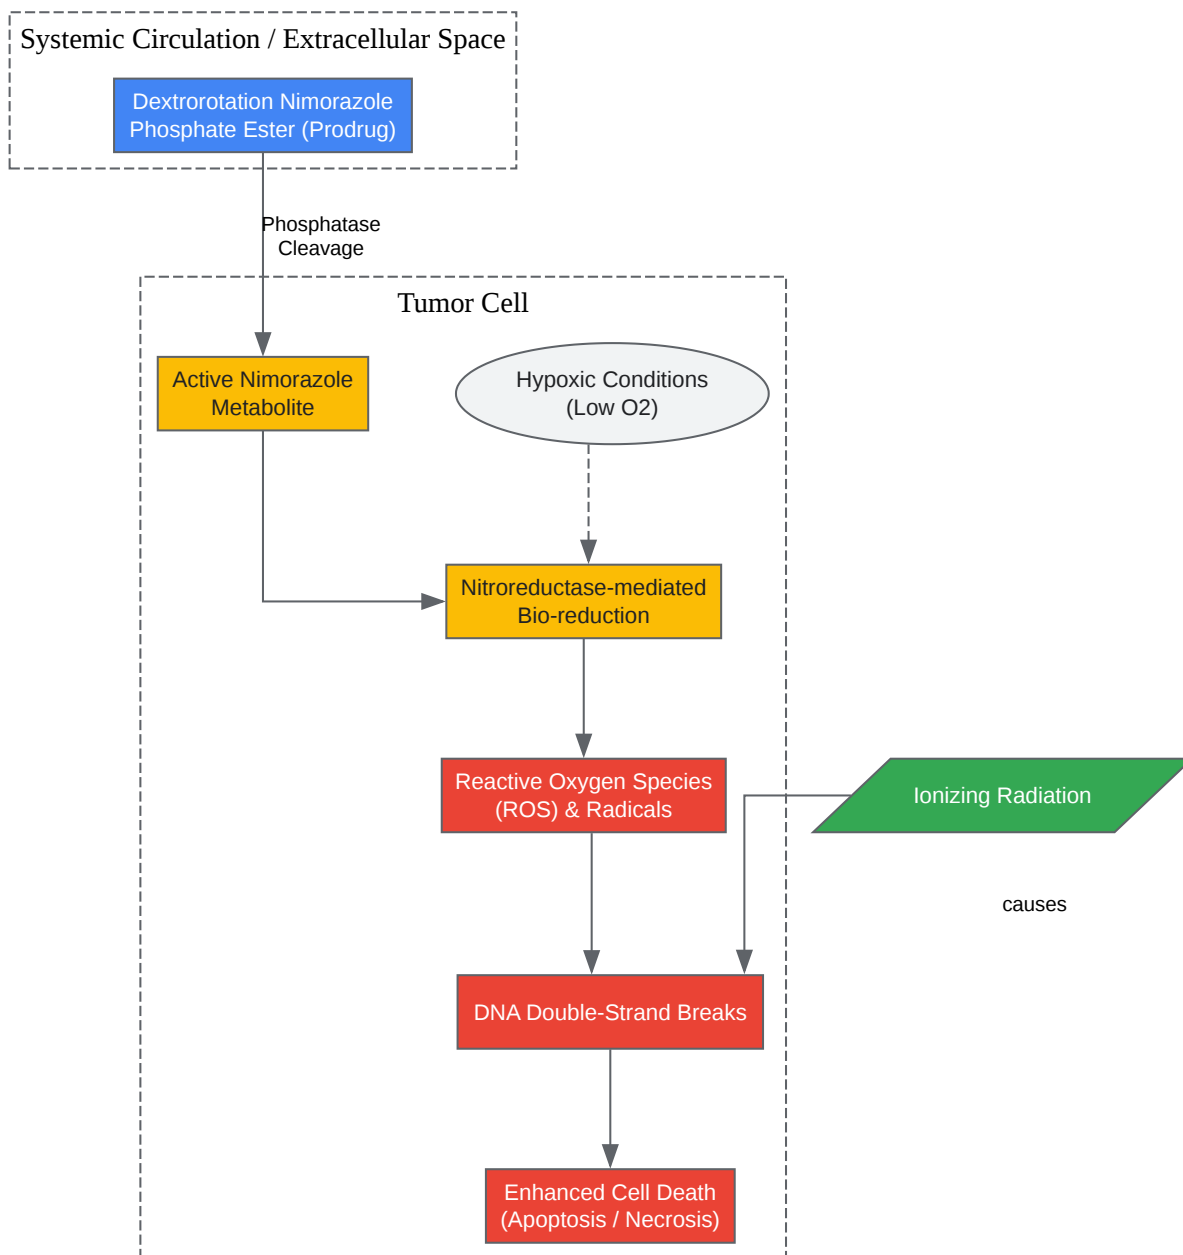 Systemic Circulation / Extracellular Space
Dextrorotation Nimorazole
Phosphate Ester (Prodrug)
Phosphatase
Cleavage
Tumor Cell
Active Nimorazole
Metabolite
Hypoxic Conditions
(Low O2)
Nitroreductase-mediated
Bio-reduction
Reactive Oxygen Species
(ROS) & Radicals
Ionizing Radiation
causes
DNA Double-Strand Breaks
Enhanced Cell Death
(Apoptosis / Necrosis)